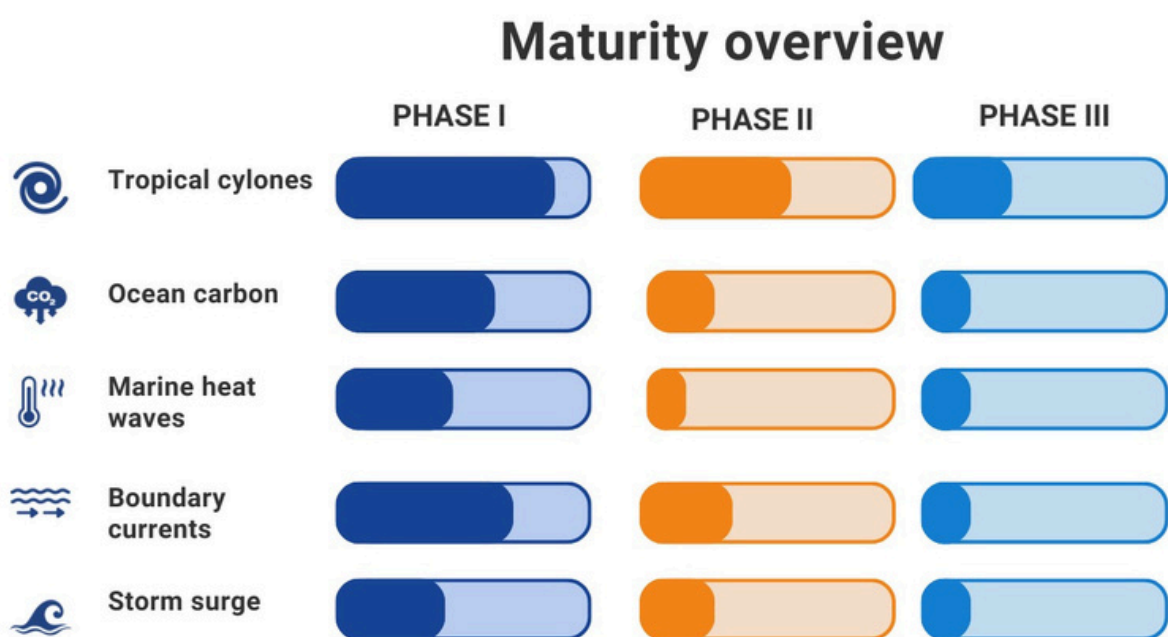 Maturity overview
PHASE I
PHASE II
PHASE III
Tropical cylones
CO₂
Ocean carbon
Marine heat
waves
Boundary
currents
Storm surge